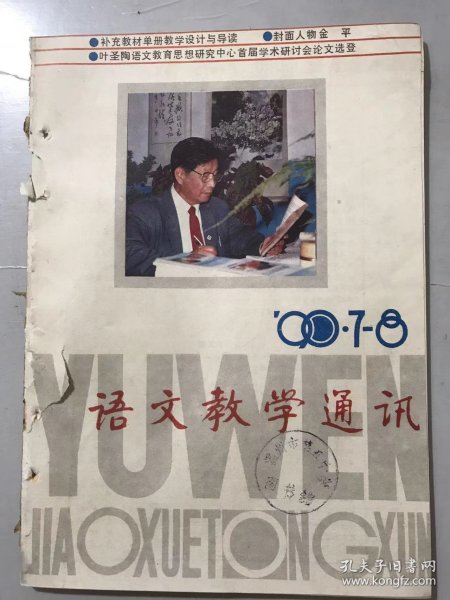 ●补充教材单册教学设计与导读 ●封面人物金 平
●叶圣陶语文教育思想研究中心首届学术研讨会论文选登
'90·7-8
YUWEN
语文教学通讯
JIAOXUETONGXUN
孔夫子旧书网
www.kongfz.com